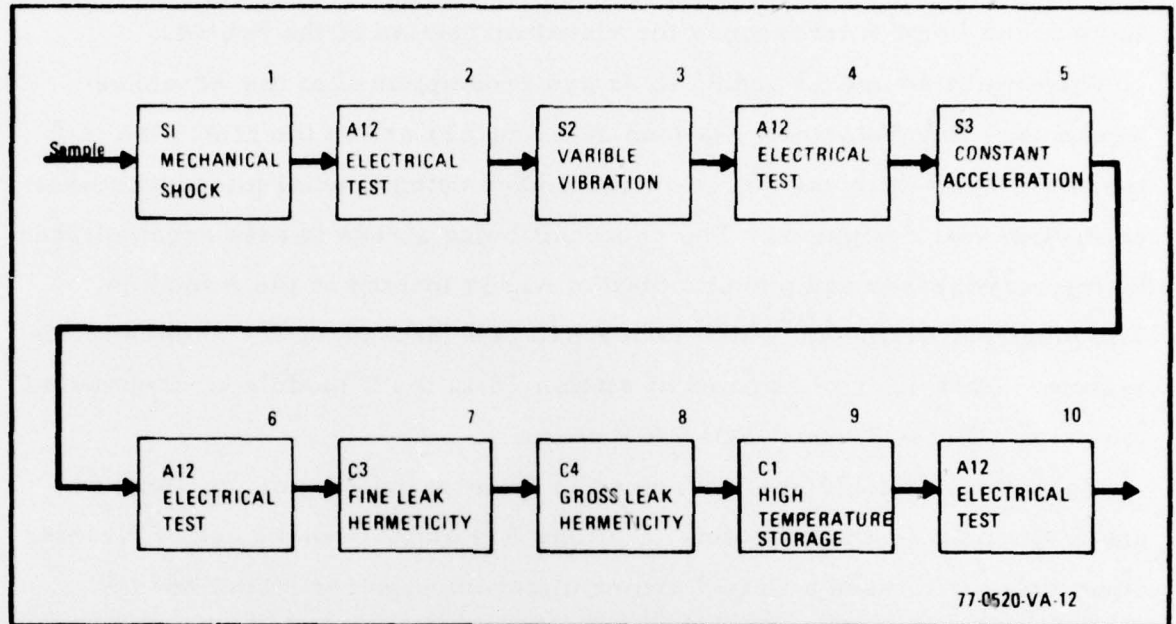 1
2
3
4
5
Sample
S1
MECHANICAL
SHOCK
A12
ELECTRICAL
TEST
S2
VARIBLE
VIBRATION
A12
ELECTRICAL
TEST
S3
CONSTANT
ACCELERATION
6
7
8
9
10
A12
ELECTRICAL
TEST
C3
FINE LEAK
HERMETICITY
C4
GROSS LEAK
HERMETICITY
C1
HIGH
TEMPERATURE
STORAGE
A12
ELECTRICAL
TEST
77-0520-VA-12